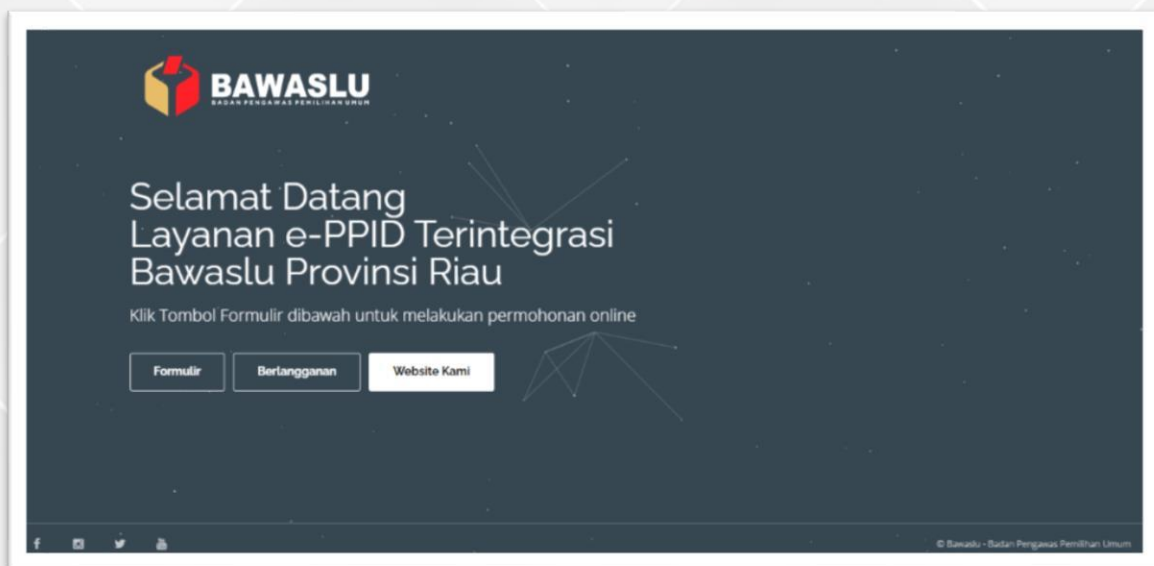 BAWASLU
BADAN PENGAWAS PEMILIHAN UMUM
Selamat Datang
Layanan e-PPID Terintegrasi
Bawaslu Provinsi Riau
Klik Tombol Formulir dibawah untuk melakukan permohonan online
Formulir Berlangganan Website Kami
© Bawaslu - Badan Pengawas Pemilihan Umum